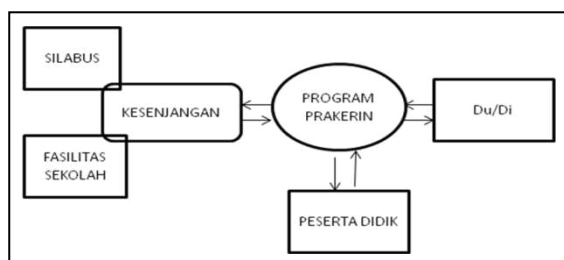 SILABUS
KESENJANGAN
FASILITAS
SEKOLAH
PROGRAM
PRAKERIN
Du/Di
PESERTA DIDIK